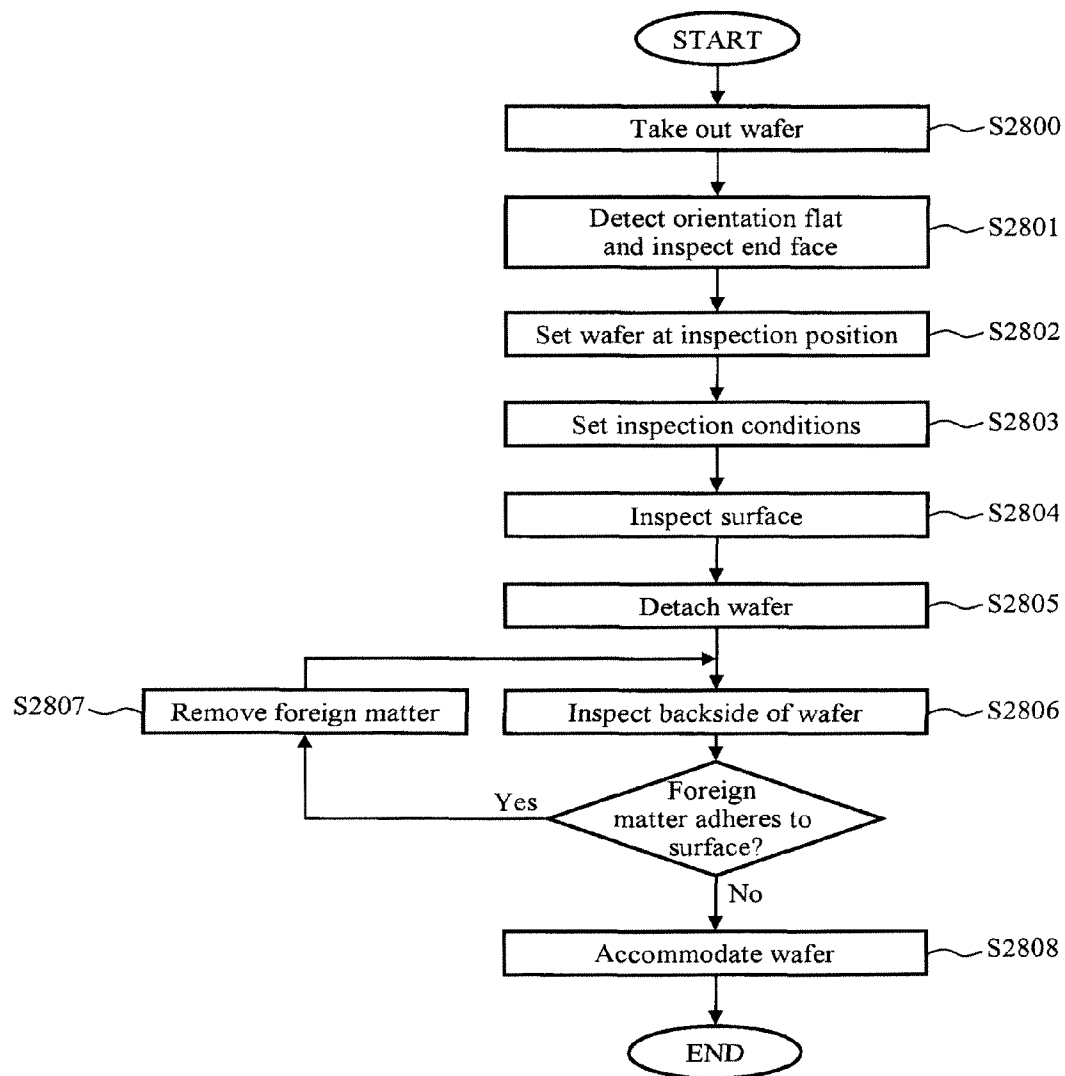 START
Take out wafer
S2800
Detect orientation flat
and inspect end face
S2801
Set wafer at inspection position
S2802
Set inspection conditions
S2803
Inspect surface
S2804
Detach wafer
S2805
S2807
Remove foreign matter
Inspect backside of wafer
S2806
Yes
Foreign
matter adheres to
surface?
No
Accommodate wafer
S2808
END